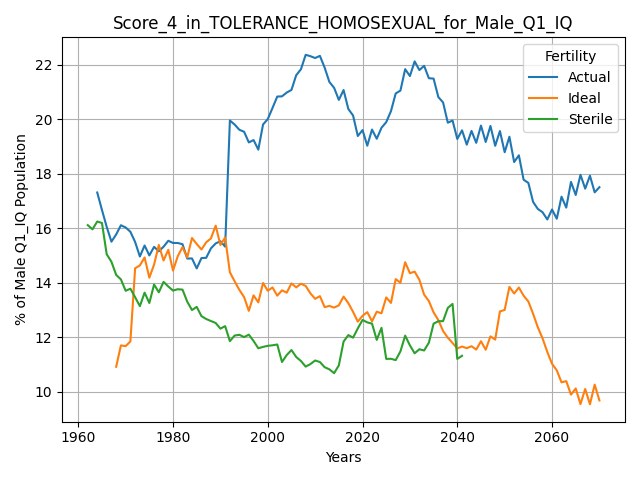 Score_4_in_TOLERANCE_HOMOSEXUAL_for_Male_Q1_IQ
Fertility
Actual
Ideal
Sterile
% of Male Q1_IQ Population
22
20
18
16
14
12
10
1960
1980
2000
2020
2040
2060
Years